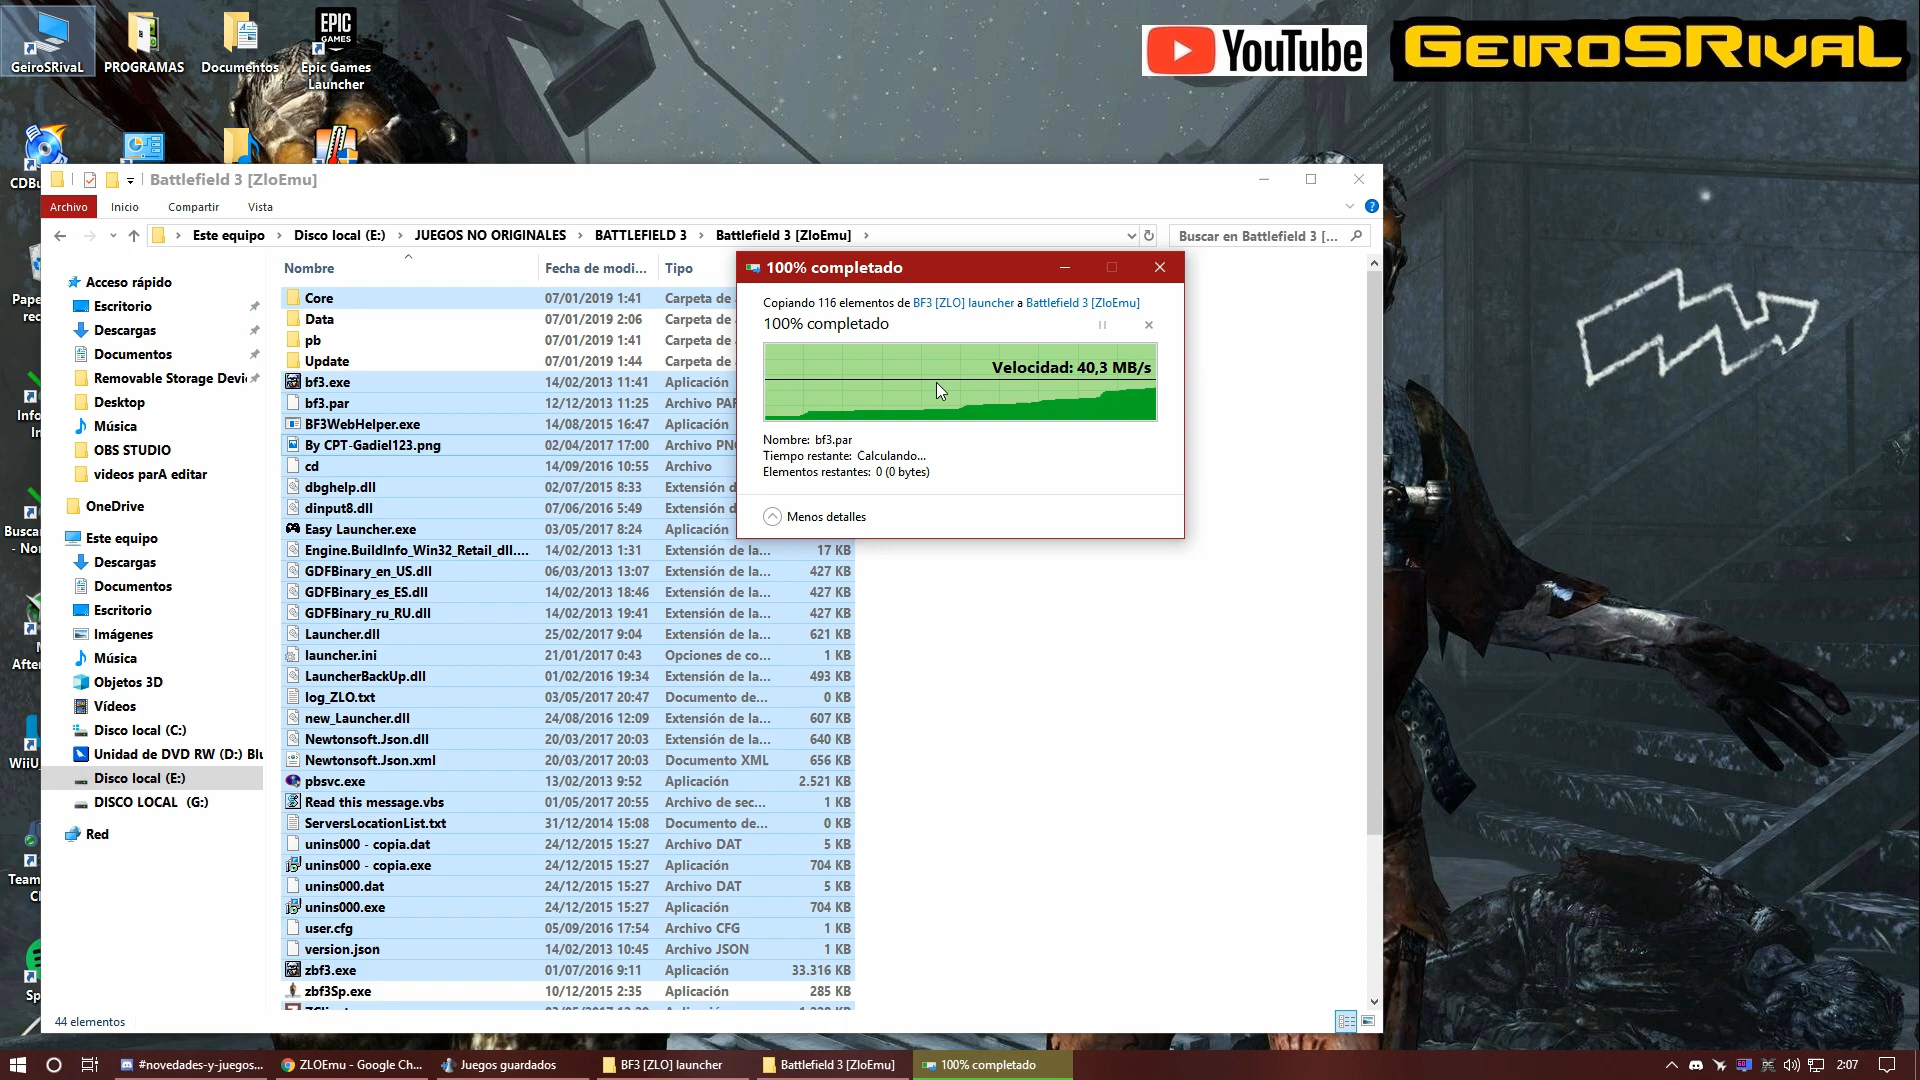 GeiroSRivaL
PROGRAMAS
Documentos
EPIC
GAMES
Epic Games
Launcher
YouTube
GEIROSRIVAL
Battlefield 3 [ZloEmu]
Archivo
Inicio
Compartir
Vista
Este equipo
Disco local (E:)
JUEGOS NO ORIGINALES
BATTLEFIELD 3
Battlefield 3 [ZloEmu]
Buscar en Battlefield 3 [...
Acceso rápido
Escritorio
Descargas
Documentos
Removable Storage Devi
Desktop
Música
OBS STUDIO
videos parA editar
OneDrive
Este equipo
Descargas
Documentos
Escritorio
Imágenes
Música
Objetos 3D
Vídeos
Disco local (C:)
Unidad de DVD RW (D:) Blu
Disco local (E:)
DISCO LOCAL (G:)
Red
Nombre Fecha de modi... Tipo
Core 07/01/2019 1:41 Carpeta de
Data 07/01/2019 2:06 Carpeta de
pb 07/01/2019 1:41 Carpeta de
Update 07/01/2019 1:44 Carpeta de
bf3.exe 14/02/2013 11:41 Aplicación
bf3.par 12/12/2013 11:25 Archivo PAR
BF3WebHelper.exe 14/08/2015 16:47 Aplicación
By CPT-Gadiel123.png 02/04/2017 17:00 Archivo PNG
cd 14/09/2016 10:55 Archivo
dbghelp.dll 02/07/2015 8:33 Extensión d
dinput8.dll 07/06/2016 5:49 Extensión d
Easy Launcher.exe 03/05/2017 8:24 Aplicación
Engine.BuildInfo_Win32_Retail_dll.... 14/02/2013 1:31 Extensión de la... 17 KB
GDFBinary_en_US.dll 06/03/2013 13:07 Extensión de la... 427 KB
GDFBinary_es_ES.dll 14/02/2013 18:46 Extensión de la... 427 KB
GDFBinary_ru_RU.dll 14/02/2013 19:41 Extensión de la... 427 KB
Launcher.dll 25/02/2017 9:04 Extensión de la... 621 KB
launcher.ini 21/01/2017 0:43 Opciones de co... 1 KB
LauncherBackUp.dll 01/02/2016 19:34 Extensión de la... 493 KB
log_ZLO.txt 03/05/2017 20:47 Documento de... 0 KB
new_Launcher.dll 24/08/2016 12:09 Extensión de la... 607 KB
Newtonsoft.Json.dll 20/03/2017 20:03 Extensión de la... 640 KB
Newtonsoft.Json.xml 20/03/2017 20:03 Documento XML 656 KB
pbsvc.exe 13/02/2013 9:52 Aplicación 2.521 KB
Read this message.vbs 01/05/2017 20:55 Archivo de sec... 1 KB
ServersLocationList.txt 31/12/2014 15:08 Documento de... 0 KB
unins000 - copia.dat 24/12/2015 15:27 Archivo DAT 5 KB
unins000 - copia.exe 24/12/2015 15:27 Aplicación 704 KB
unins000.dat 24/12/2015 15:27 Archivo DAT 5 KB
unins000.exe 24/12/2015 15:27 Aplicación 704 KB
user.cfg 05/09/2016 17:54 Archivo CFG 1 KB
version.json 14/02/2013 10:45 Archivo JSON 1 KB
zbf3.exe 01/07/2016 9:11 Aplicación 33.316 KB
zbf3Sp.exe 10/12/2015 2:35 Aplicación 285 KB
44 elementos
100% completado
Copiando 116 elementos de BF3 [ZLO] launcher a Battlefield 3 [ZloEmu]
100% completado
Velocidad: 40,3 MB/s
Nombre: bf3.par
Tiempo restante: Calculando...
Elementos restantes: 0 (0 bytes)
Menos detalles
#novedades-y-juegos...
ZLOEmu - Google Ch...
Juegos guardados
BF3 [ZLO] launcher
Battlefield 3 [ZloEmu]
100% completado
2:07